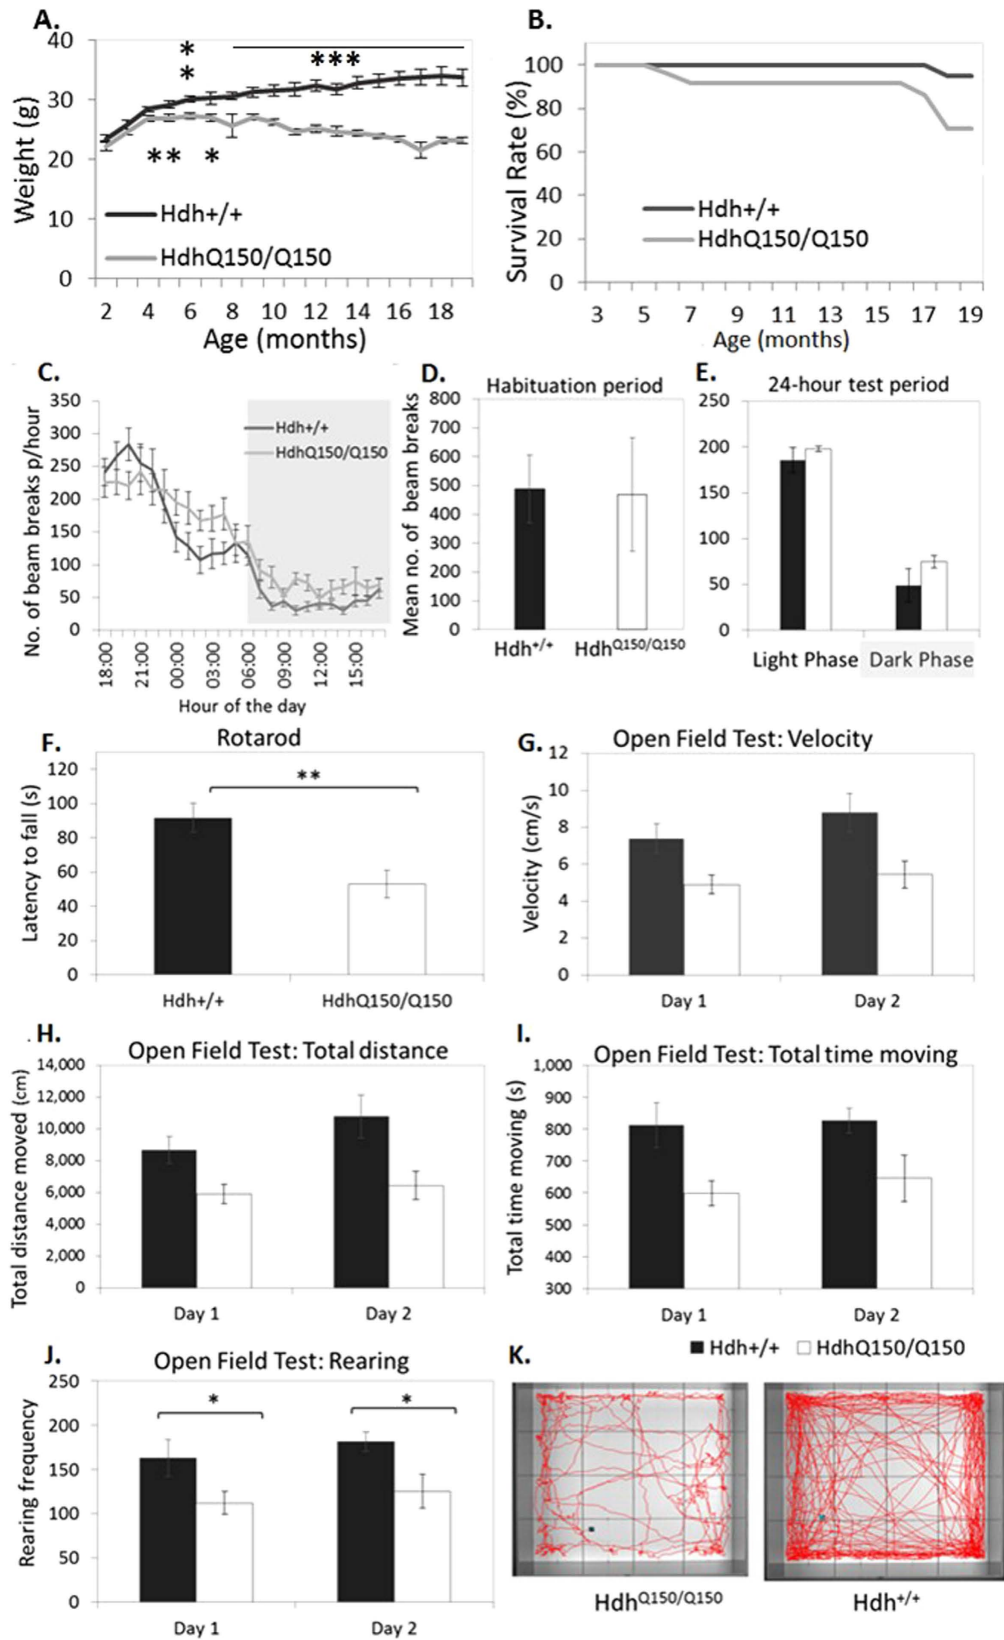 A.
40
30
20
10
0
Weight (g)
*
*
***
** *
Hdh+/+
HdhQ150/Q150
2 4 6 8 10 12 14 16 18
Age (months)
B.
100
80
60
40
20
0
Survival Rate (%)
Hdh+/+
HdhQ150/Q150
3 5 7 9 11 13 15 17 19
Age (months)
C.
350
300
250
200
150
100
50
0
No. of beam breaks p/hour
Hdh+/+
HdhQ150/Q150
18:00 21:00 00:00 03:00 06:00 09:00 12:00 15:00
Hour of the day
D.
Habituation period
800
700
600
500
400
300
200
100
0
Mean no. of beam breaks
Hdh+/+ HdhQ150/Q150
E.
24-hour test period
250
200
150
100
50
0
Light Phase Dark Phase
F.
Rotarod
120
100
80
60
40
20
0
Latency to fall (s)
**
Hdh+/+ HdhQ150/Q150
G.
Open Field Test: Velocity
12
10
8
6
4
2
0
Velocity (cm/s)
Day 1 Day 2
H.
Open Field Test: Total distance
14,000
12,000
10,000
8,000
6,000
4,000
2,000
0
Total distance moved (cm)
Day 1 Day 2
I.
Open Field Test: Total time moving
1,000
900
800
700
600
500
400
300
Total time moving (s)
Day 1 Day 2
Hdh+/+ HdhQ150/Q150
J.
Open Field Test: Rearing
250
200
150
100
50
0
Rearing frequency
* *
Day 1 Day 2
K.
HdhQ150/Q150 Hdh+/+